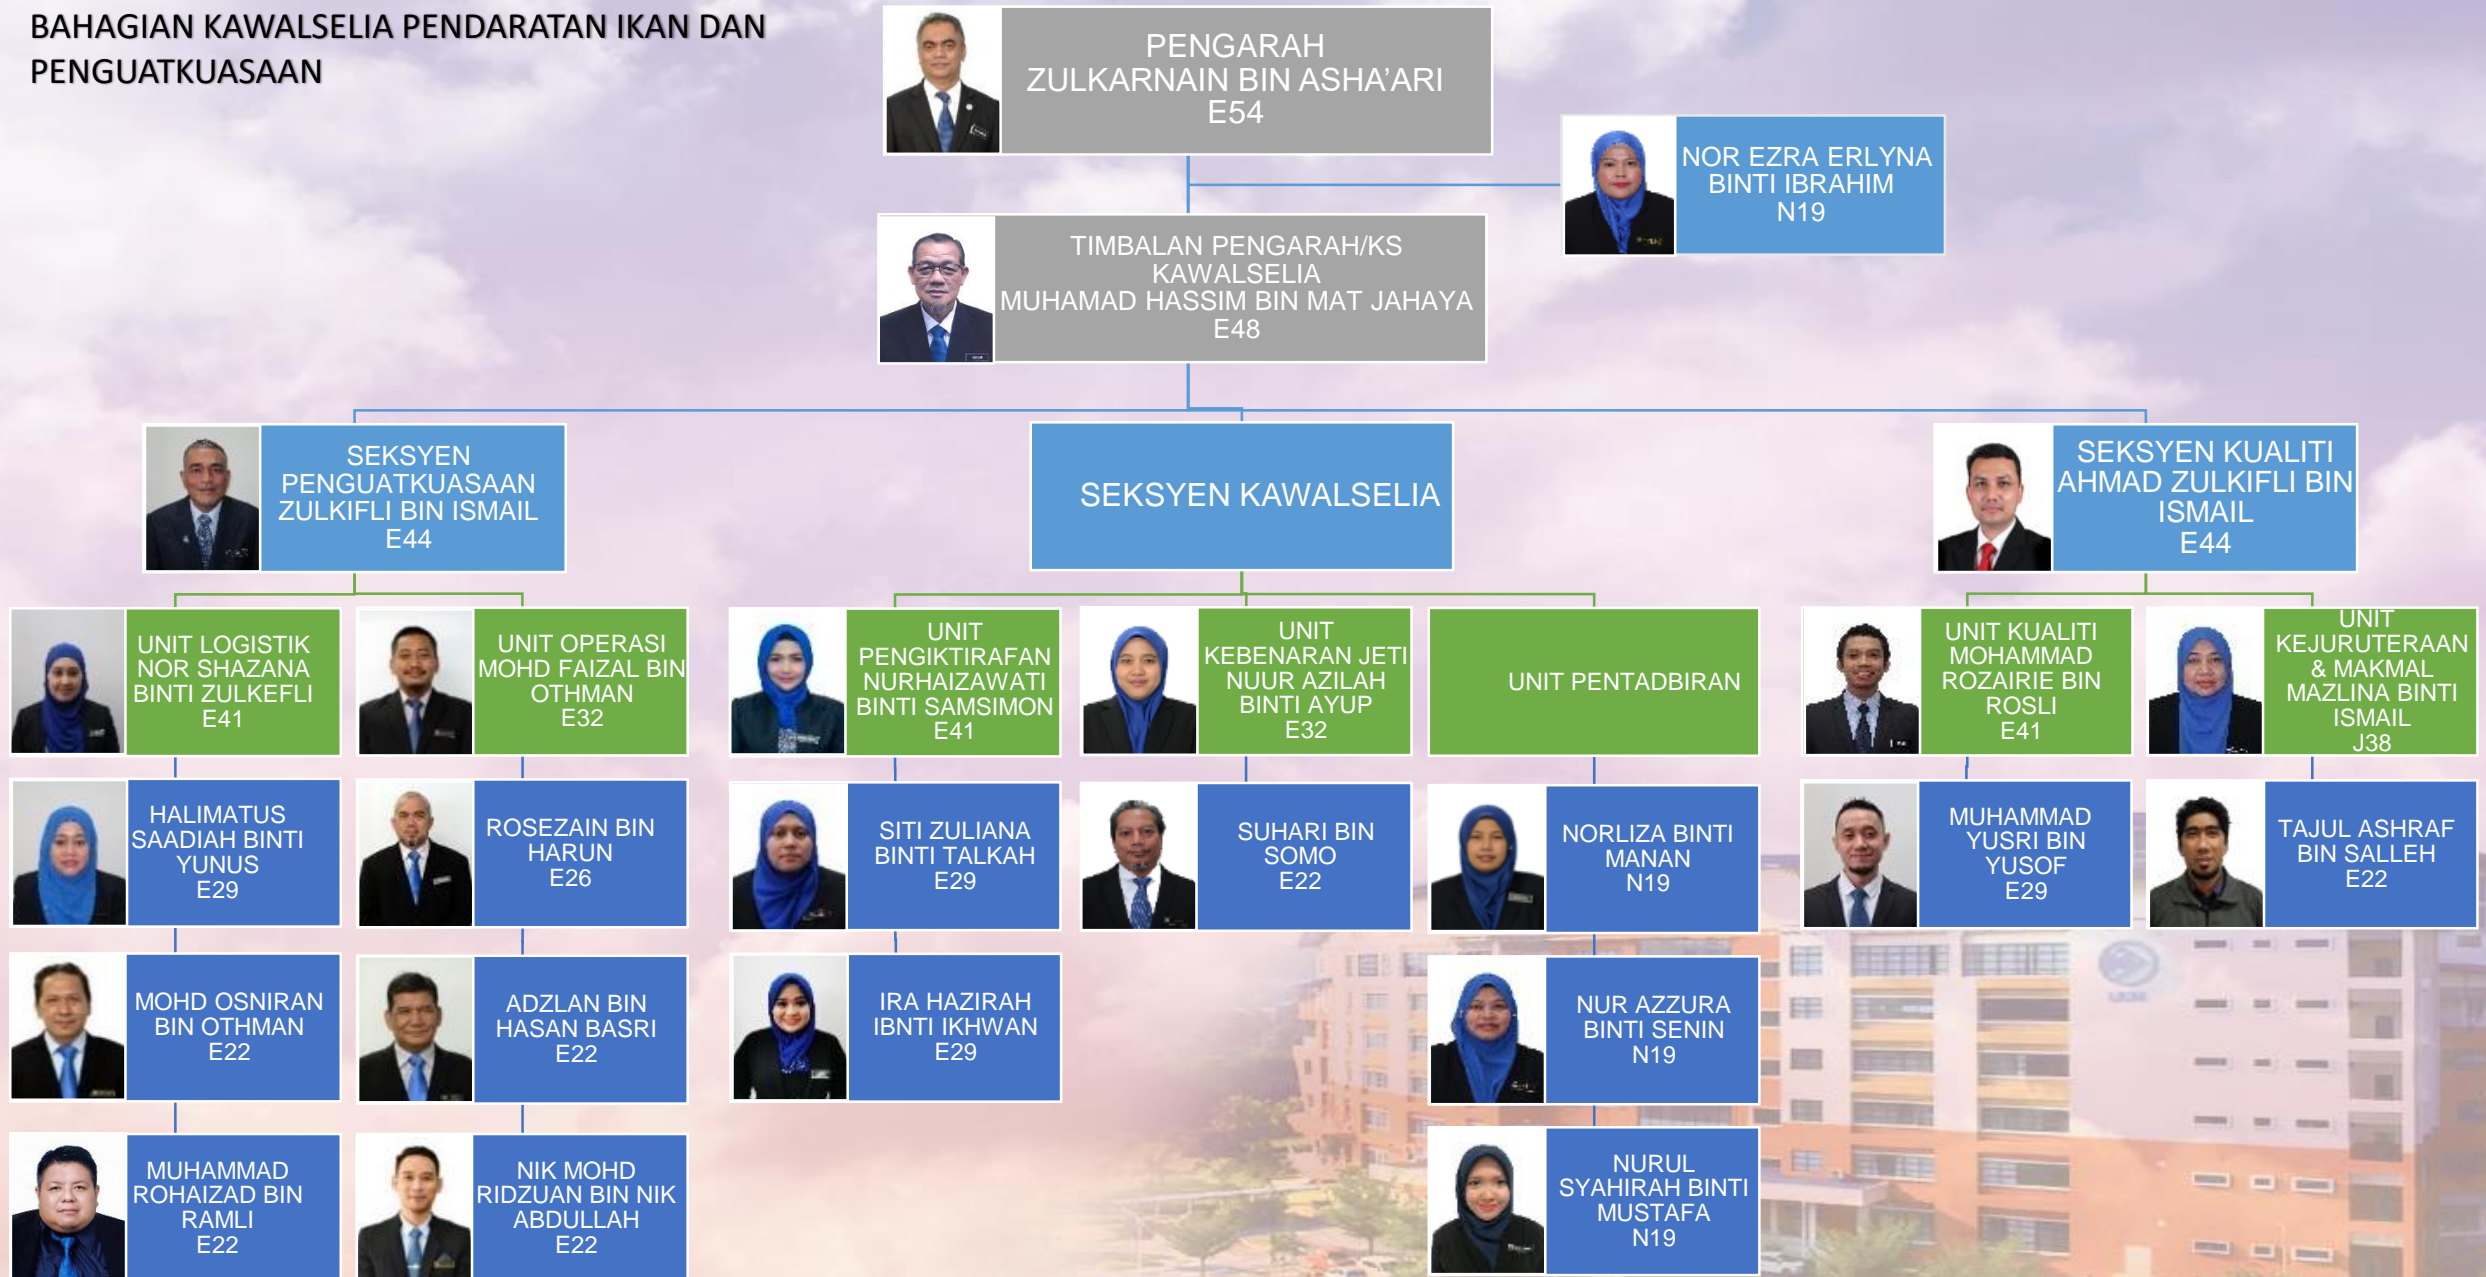 BAHAGIAN KAWALSELIA PENDARATAN IKAN DAN
PENGUATKUASAAN
PENGARAH
ZULKARNAIN BIN ASHA'ARI
E54
NOR EZRA ERLYNA
BINTI IBRAHIM
N19
TIMBALAN PENGARAH/KS
KAWALSELIA
MUHAMAD HASSIM BIN MAT JAHAYA
E48
SEKSYEN
PENGUATKUASAAN
ZULKIFLI BIN ISMAIL
E44
SEKSYEN KAWALSELIA
SEKSYEN KUALITI
AHMAD ZULKIFLI BIN
ISMAIL
E44
UNIT LOGISTIK
NOR SHAZANA
BINTI ZULKEFLI
E41
UNIT OPERASI
MOHD FAIZAL BIN
OTHMAN
E32
UNIT
PENGIKTIRAFAN
NURHAIZAWATI
BINTI SAMSIMON
E41
UNIT
KEBENARAN JETI
NUUR AZILAH
BINTI AYUP
E32
UNIT PENTADBIRAN
UNIT KUALITI
MOHAMMAD
ROZAIRIE BIN
ROSLI
E41
UNIT
KEJURUTERAAN
& MAKMAL
MAZLINA BINTI
ISMAIL
J38
HALIMATUS
SAADIAH BINTI
YUNUS
E29
ROSEZAIN BIN
HARUN
E26
SITI ZULIANA
BINTI TALKAH
E29
SUHARI BIN
SOMO
E22
NORLIZA BINTI
MANAN
N19
MUHAMMAD
YUSRI BIN
YUSOF
E29
TAJUL ASHRAF
BIN SALLEH
E22
MOHD OSNIRAN
BIN OTHMAN
E22
ADZLAN BIN
HASAN BASRI
E22
IRA HAZIRAH
IBNTI IKHWAN
E29
NUR AZZURA
BINTI SENIN
N19
MUHAMMAD
ROHAIZAD BIN
RAMLI
E22
NIK MOHD
RIDZUAN BIN NIK
ABDULLAH
E22
NURUL
SYAHIRAH BINTI
MUSTAFA
N19